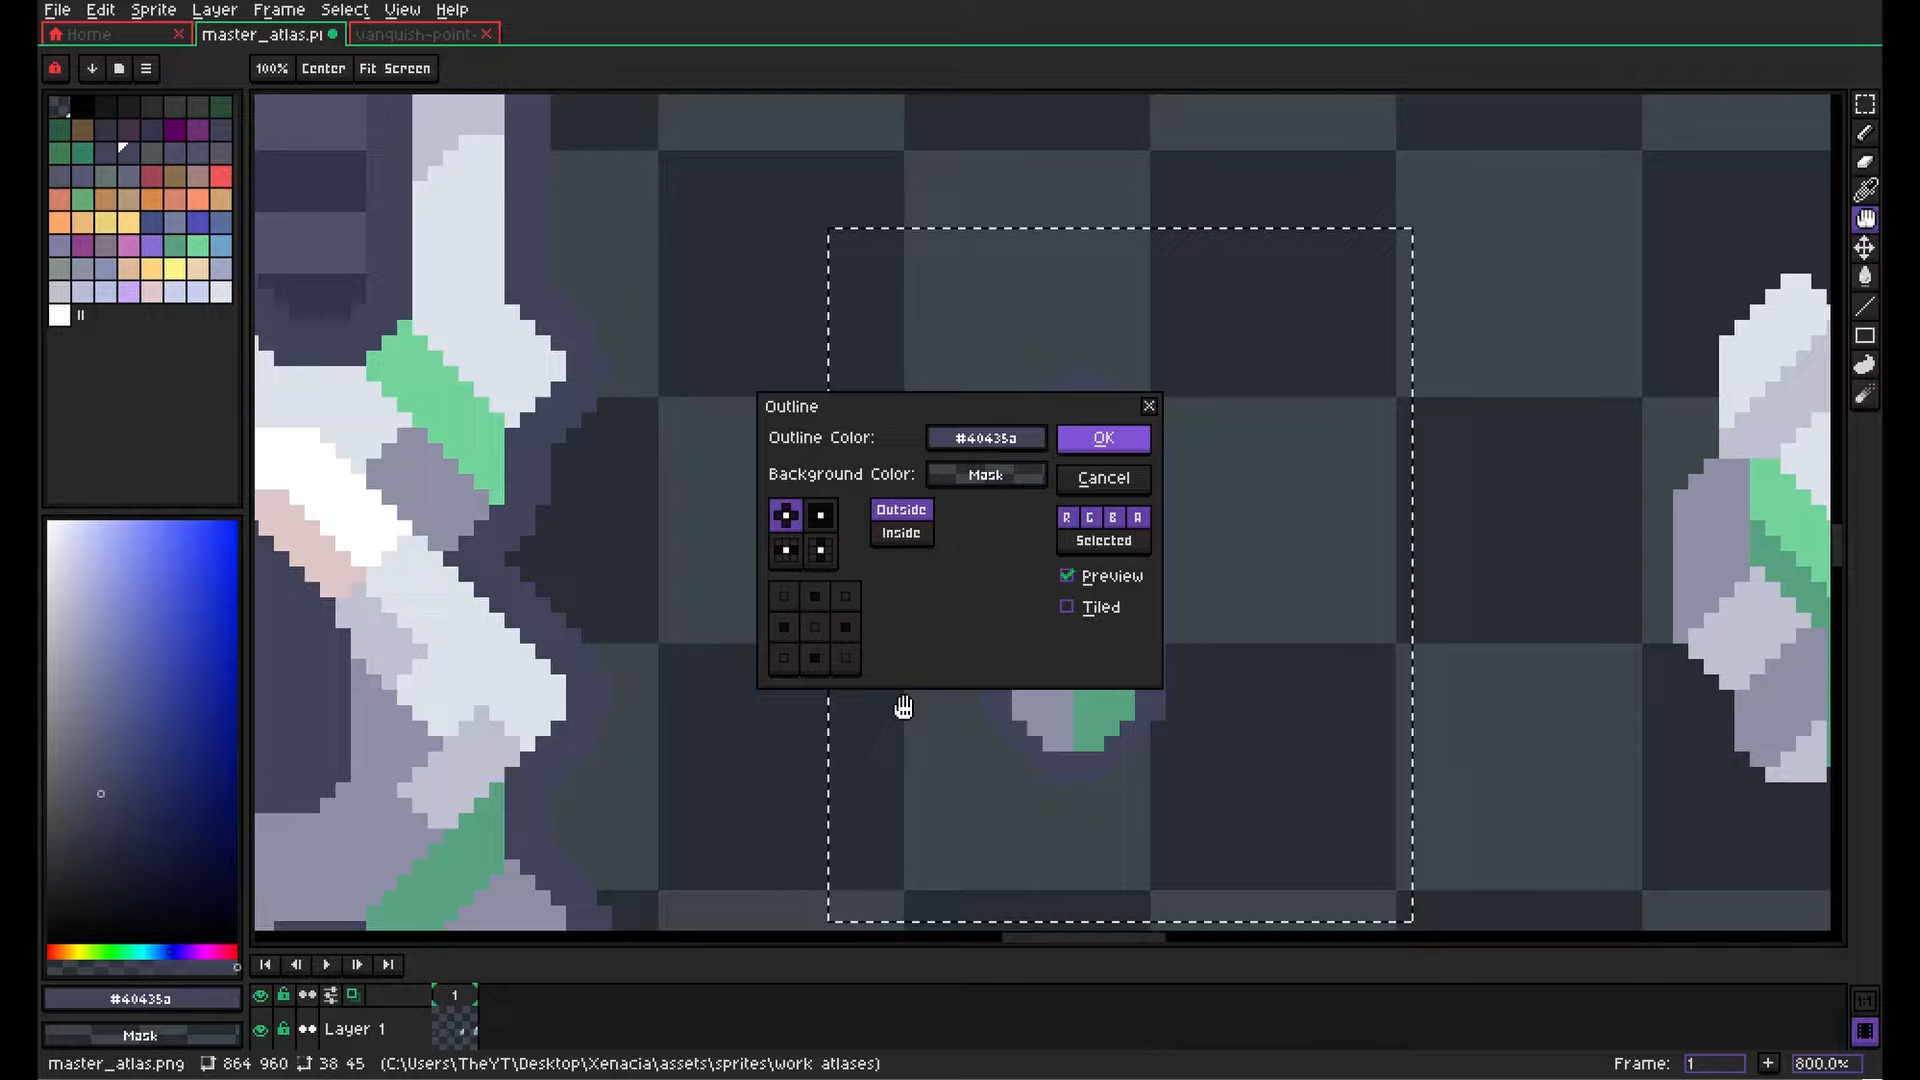 File Edit Sprite Layer Frame Select View Help
Home master_atlas.p vanquish-point-
100% Center Fit Screen
Outline
Outline Color: #40435a OK
Background Color: Mask Cancel
Outside R G B A
Inside Selected
Preview
Tiled
#40435a 1
Mask Layer 1
master_atlas.png 864 960 38 45 (C:\Users\TheYT\Desktop\Xenacia\assets\sprites\work atlases) Frame: 1 + 800.0%